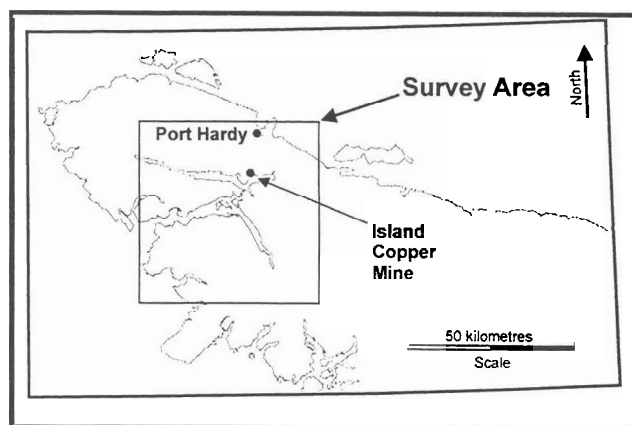 North
Survey Area
Port Hardy
Island
Copper
Mine
50 kilometres
Scale